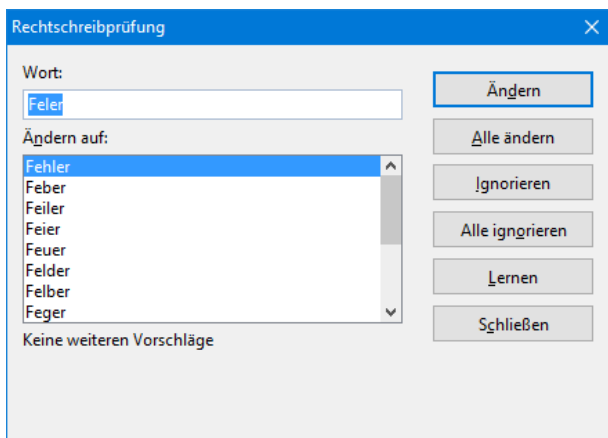 Rechtschreibprüfung
Wort:
Feler
Ändern auf:
Fehler
Feber
Feiler
Feier
Feuer
Felder
Felber
Feger
Keine weiteren Vorschläge
Ändern
Alle ändern
Ignorieren
Alle ignorieren
Lernen
Schließen